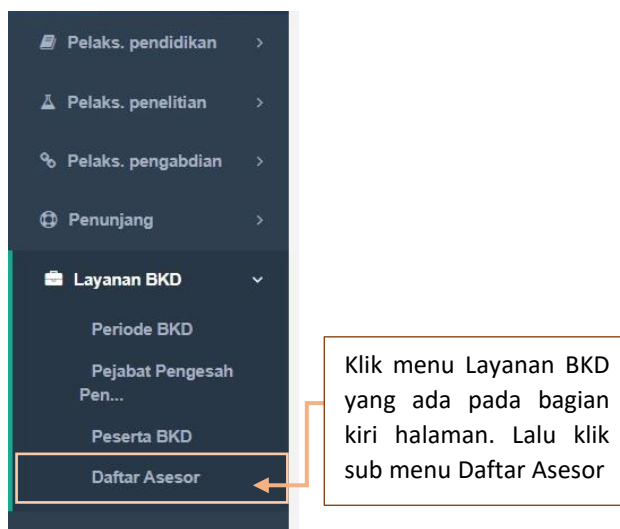 Pelaks. pendidikan
Pelaks. penelitian
Pelaks. pengabdian
Penunjang
Layanan BKD
Periode BKD
Pejabat Pengesah
Pen...
Peserta BKD
Daftar Asesor
Klik menu Layanan BKD
yang ada pada bagian
kiri halaman. Lalu klik
sub menu Daftar Asesor